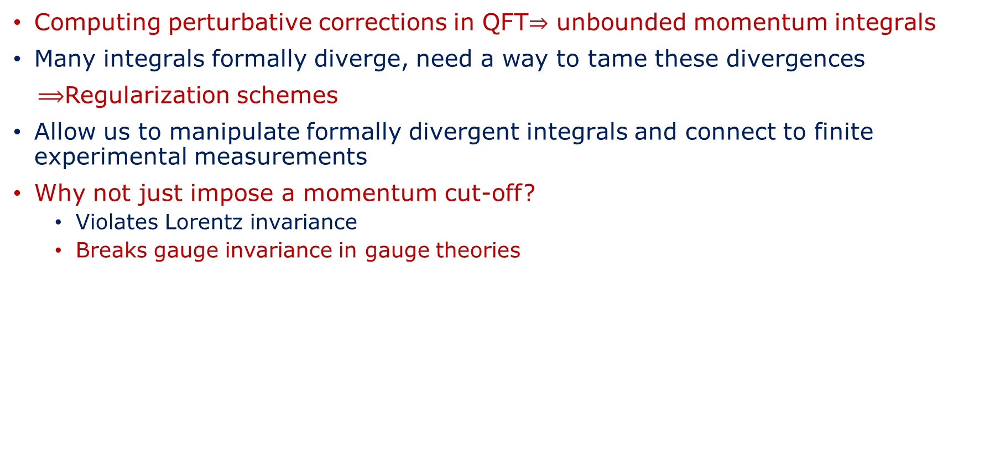 • Computing perturbative corrections in QFT⇒ unbounded momentum integrals
• Many integrals formally diverge, need a way to tame these divergences
⟹Regularization schemes
• Allow us to manipulate formally divergent integrals and connect to finite
experimental measurements
• Why not just impose a momentum cut-off?
• Violates Lorentz invariance
• Breaks gauge invariance in gauge theories